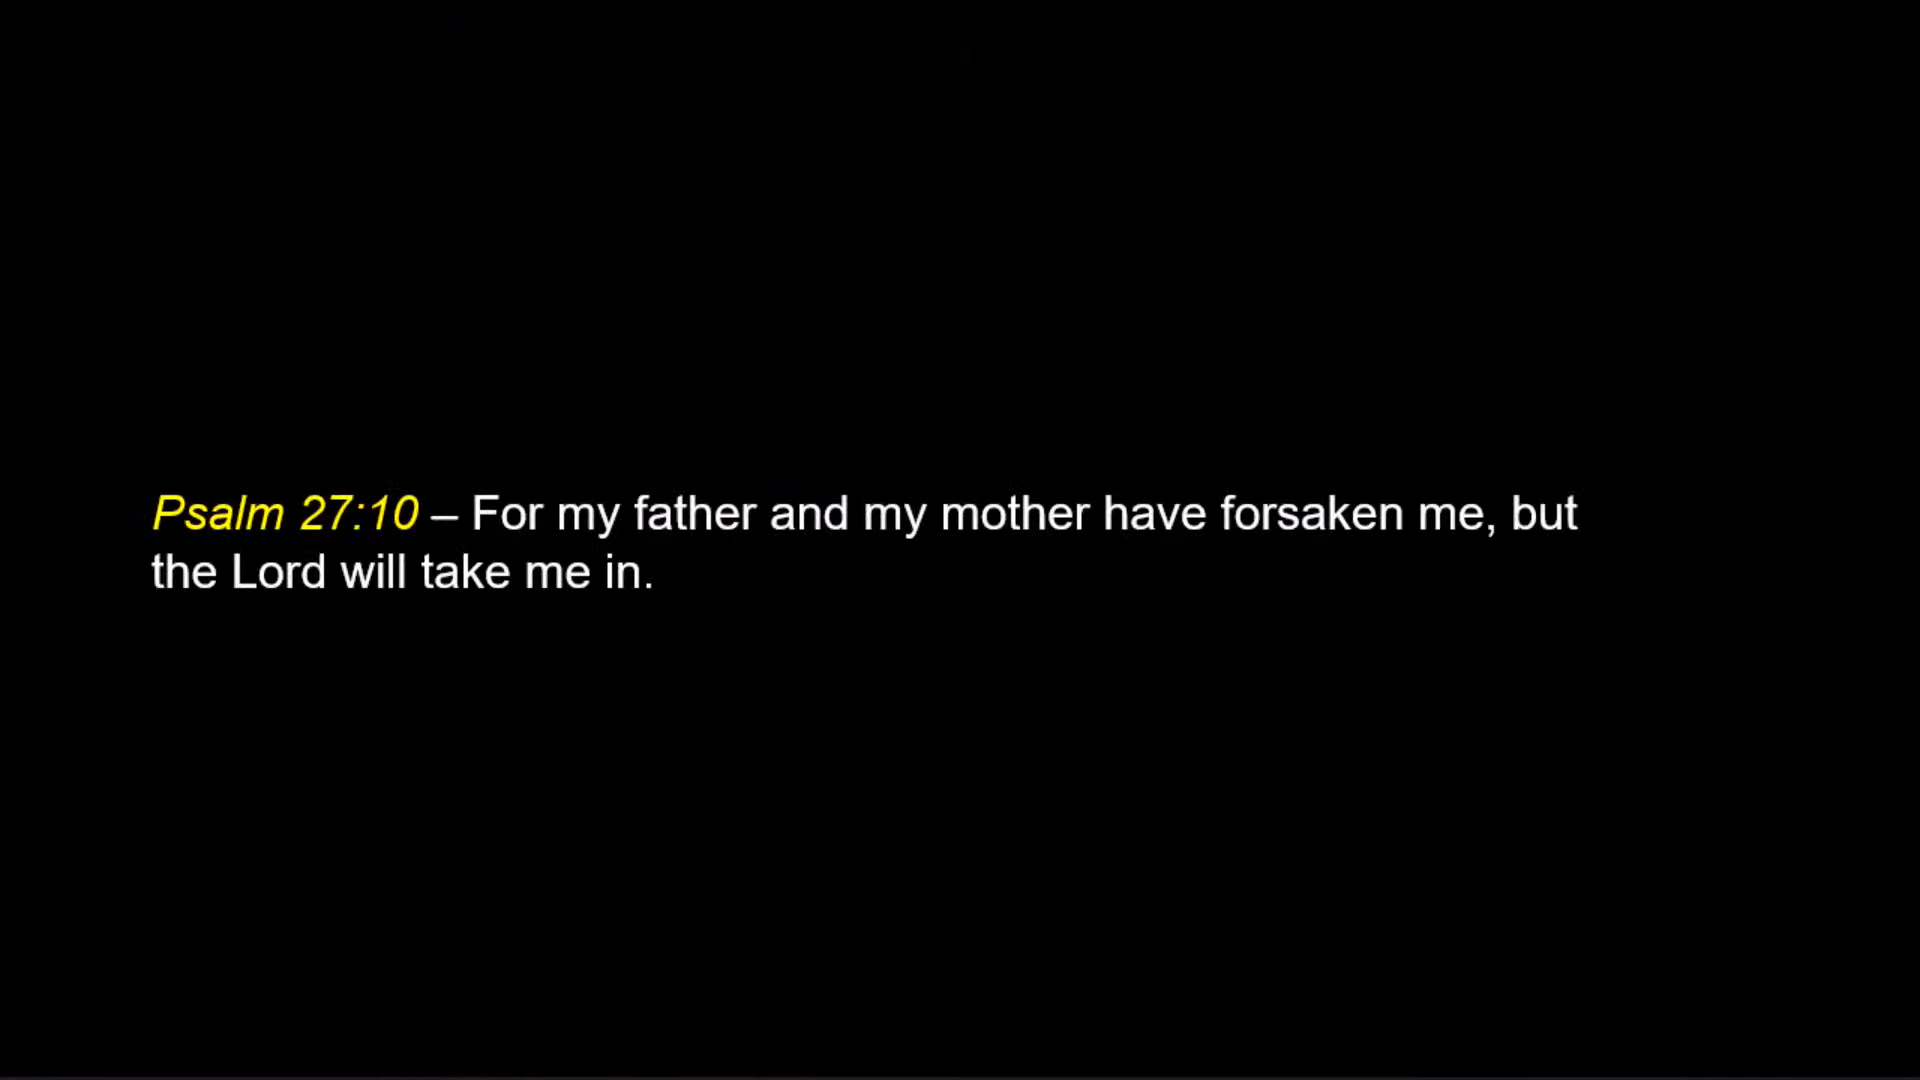 Psalm 27:10 – For my father and my mother have forsaken me, but
the Lord will take me in.